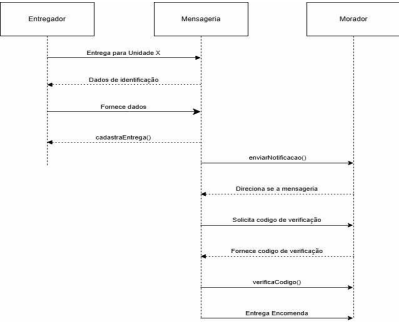 Entregador
Mensageria
Morador
Entrega para Unidade X
Dados de identificação
Fornece dados
cadastraEntrega()
enviarNotificacao()
Direciona se a mensageria
Solicita codigo de verificação
Fornece codigo de verificação
verificaCodigo()
Entrega Encomenda